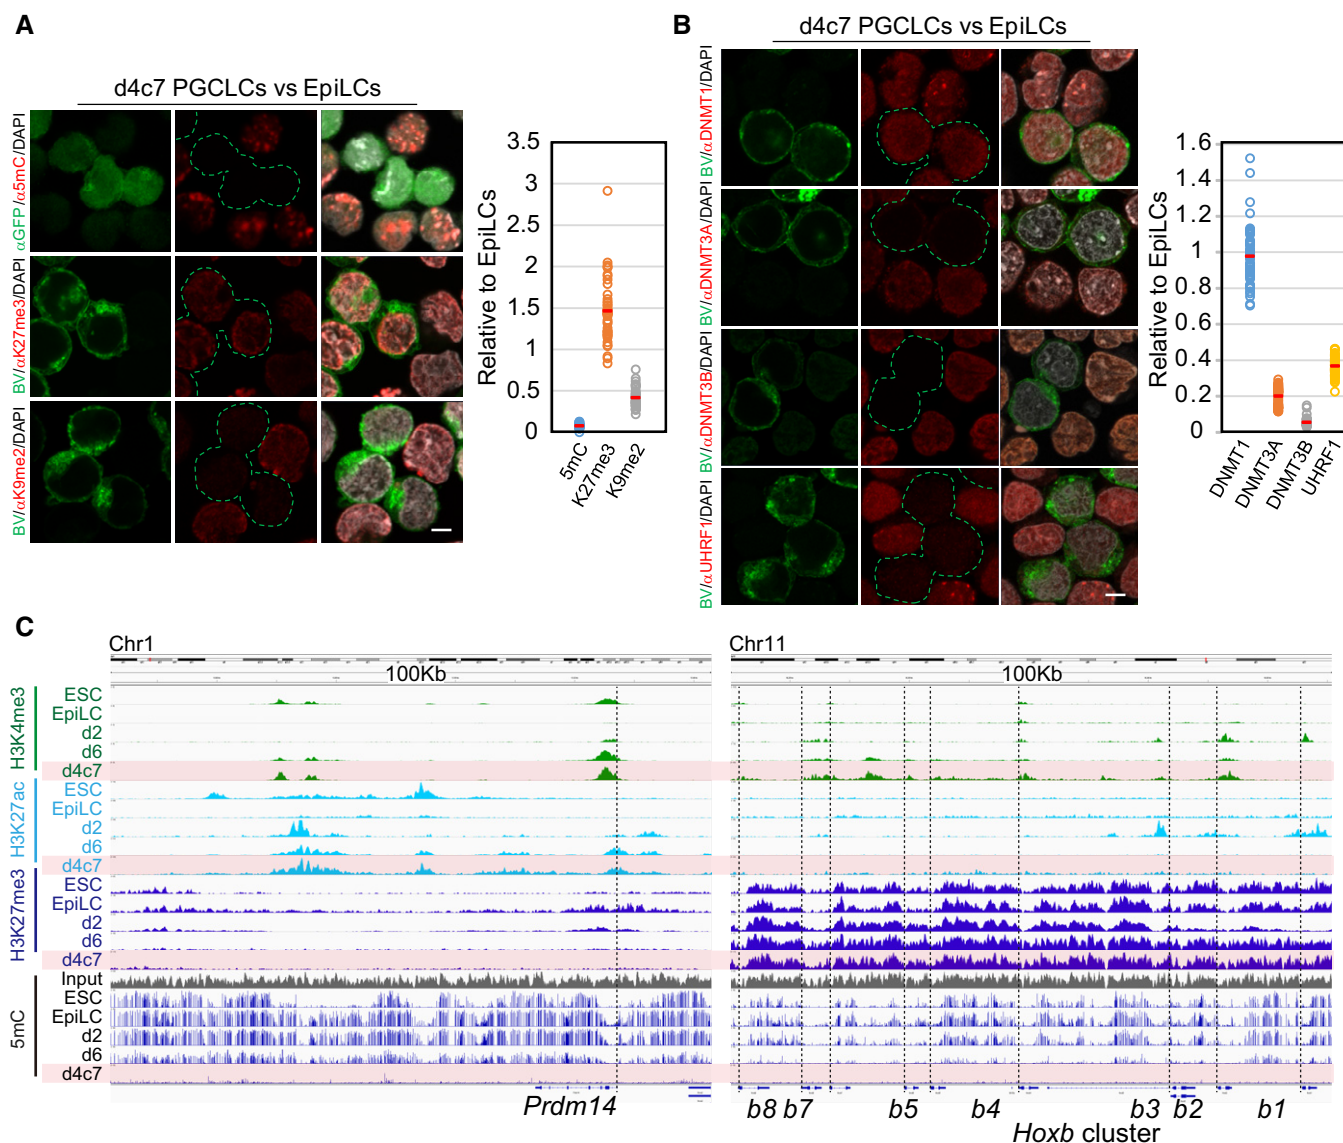 A
d4c7 PGCLCs vs EpiLCs
αGFP/α5mC/DAPI
BV/αK27me3/DAPI
BV/αK9me2/DAPI
Relative to EpiLCs
3.5
3
2.5
2
1.5
1
0.5
0
5mC
K27me3
K9me2
B
d4c7 PGCLCs vs EpiLCs
BV/αDNMT1/DAPI
BV/αDNMT3A/DAPI
BV/αDNMT3B/DAPI
BV/αUHRF1/DAPI
Relative to EpiLCs
1.6
1.4
1.2
1
0.8
0.6
0.4
0.2
0
DNMT1
DNMT3A
DNMT3B
UHRF1
C
Chr1
100Kb
Chr11
100Kb
H3K4me3
ESC
EpiLC
d2
d6
d4c7
H3K27ac
ESC
EpiLC
d2
d6
d4c7
H3K27me3
ESC
EpiLC
d2
d6
d4c7
Input
5mC
ESC
EpiLC
d2
d6
d4c7
Prdm14
b8 b7 b5 b4 b3 b2 b1
Hoxb cluster